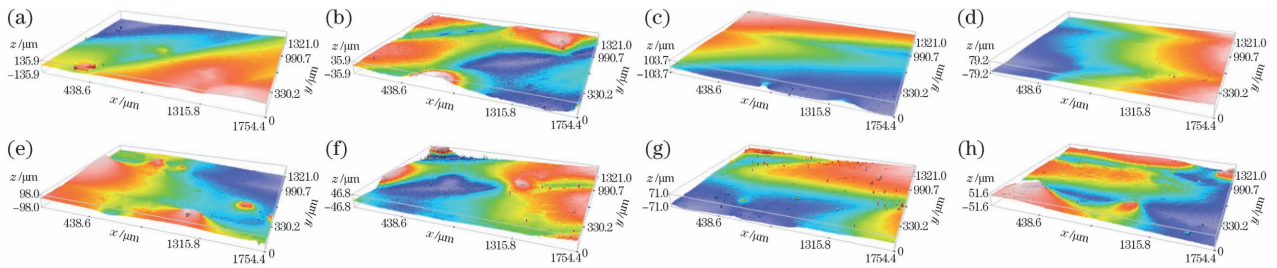 (a)
z/μm
135.9
−135.9
438.6
x/μm
1315.8
1754.4
0
330.2
y/μm
990.7
1321.0
(b)
z/μm
35.9
−35.9
438.6
x/μm
1315.8
1754.4
0
330.2
y/μm
990.7
1321.0
(c)
z/μm
103.7
−103.7
438.6
x/μm
1315.8
1754.4
0
330.2
y/μm
990.7
1321.0
(d)
z/μm
79.2
−79.2
438.6
x/μm
1315.8
1754.4
0
330.2
y/μm
990.7
1321.0
(e)
z/μm
98.0
−98.0
438.6
x/μm
1315.8
1754.4
0
330.2
y/μm
990.7
1321.0
(f)
z/μm
46.8
−46.8
438.6
x/μm
1315.8
1754.4
0
330.2
y/μm
990.7
1321.0
(g)
z/μm
71.0
−71.0
438.6
x/μm
1315.8
1754.4
0
330.2
y/μm
990.7
1321.0
(h)
z/μm
51.6
−51.6
438.6
x/μm
1315.8
1754.4
0
330.2
y/μm
990.7
1321.0